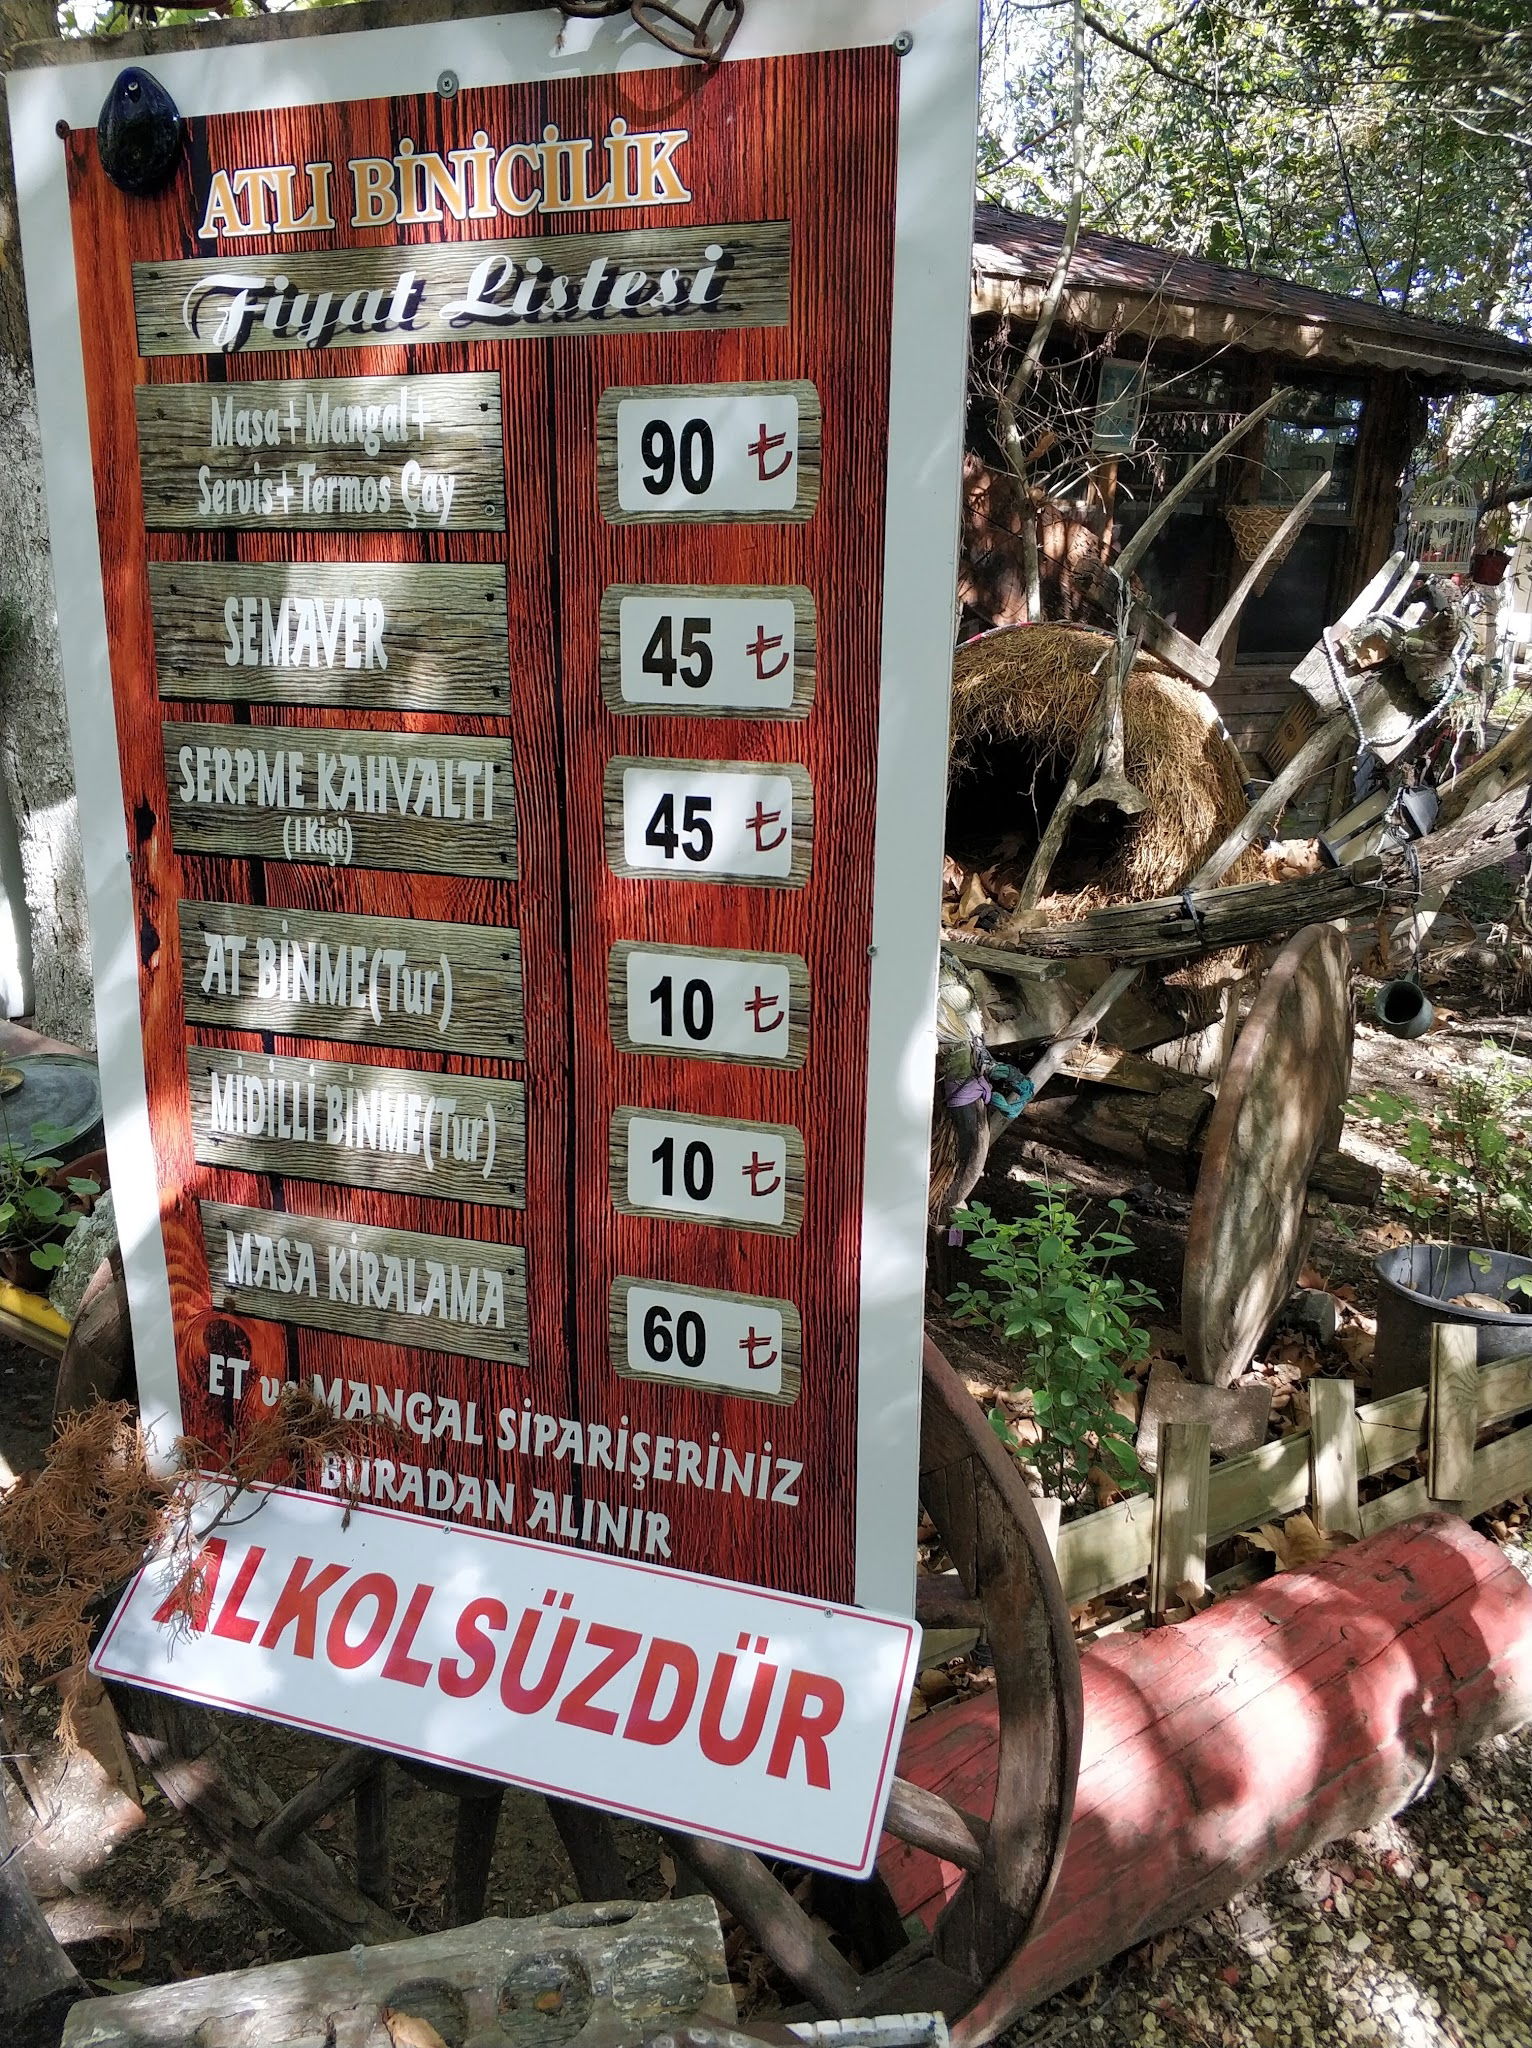 ATLI BİNİCİLİK
Fiyat Listesi
Masa+Mangal+
Servis+Termos Çay
90 ₺
SEMAVER
45 ₺
SERPME KAHVALTI
(1 Kişi)
45 ₺
AT BİNME(Tur)
10 ₺
MİDİLLİ BİNME(Tur)
10 ₺
MASA KİRALAMA
60 ₺
ET ve MANGAL SİPARİŞERİNİZ
BURADAN ALINIR
ALKOLSÜZDÜR